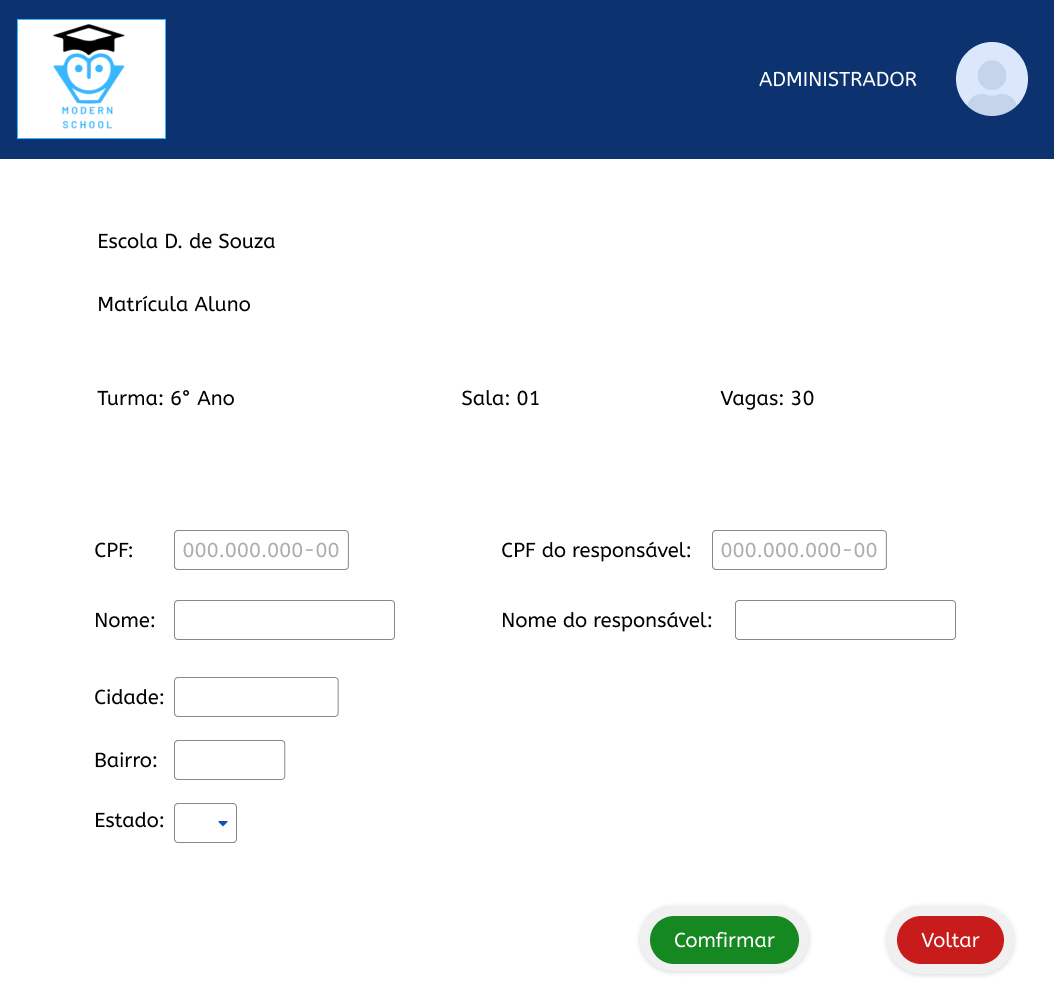 MODERN
SCHOOL
ADMINISTRADOR
Escola D. de Souza
Matrícula Aluno
Turma: 6° Ano Sala: 01 Vagas: 30
CPF: 000.000.000-00 CPF do responsável: 000.000.000-00
Nome: Nome do responsável:
Cidade:
Bairro:
Estado:
Comfirmar Voltar